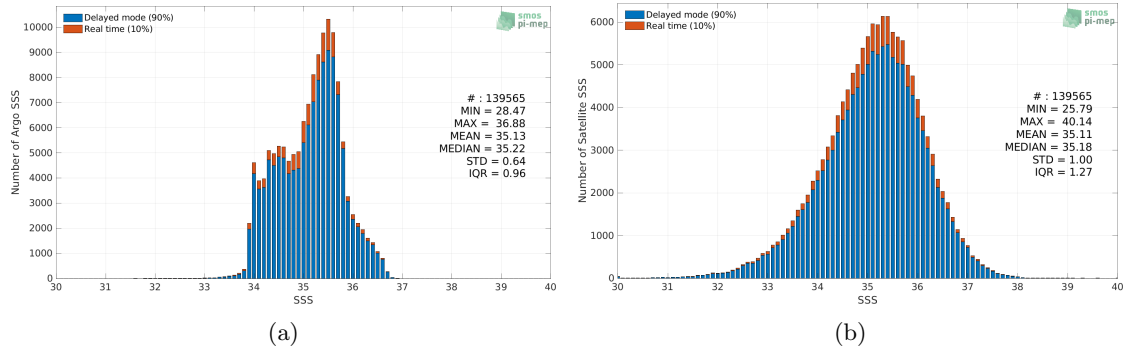 Delayed mode (90%)
Real time (10%)
smos
pi-mep
Number of Argo SSS
10000
9000
8000
7000
6000
5000
4000
3000
2000
1000
0
# : 139565
MIN = 28.47
MAX = 36.88
MEAN = 35.13
MEDIAN = 35.22
STD = 0.64
IQR = 0.96
30 31 32 33 34 35 36 37 38 39 40
SSS
(a)
Delayed mode (90%)
Real time (10%)
smos
pi-mep
Number of Satellite SSS
6000
5000
4000
3000
2000
1000
0
# : 139565
MIN = 25.79
MAX = 40.14
MEAN = 35.11
MEDIAN = 35.18
STD = 1.00
IQR = 1.27
30 31 32 33 34 35 36 37 38 39 40
SSS
(b)